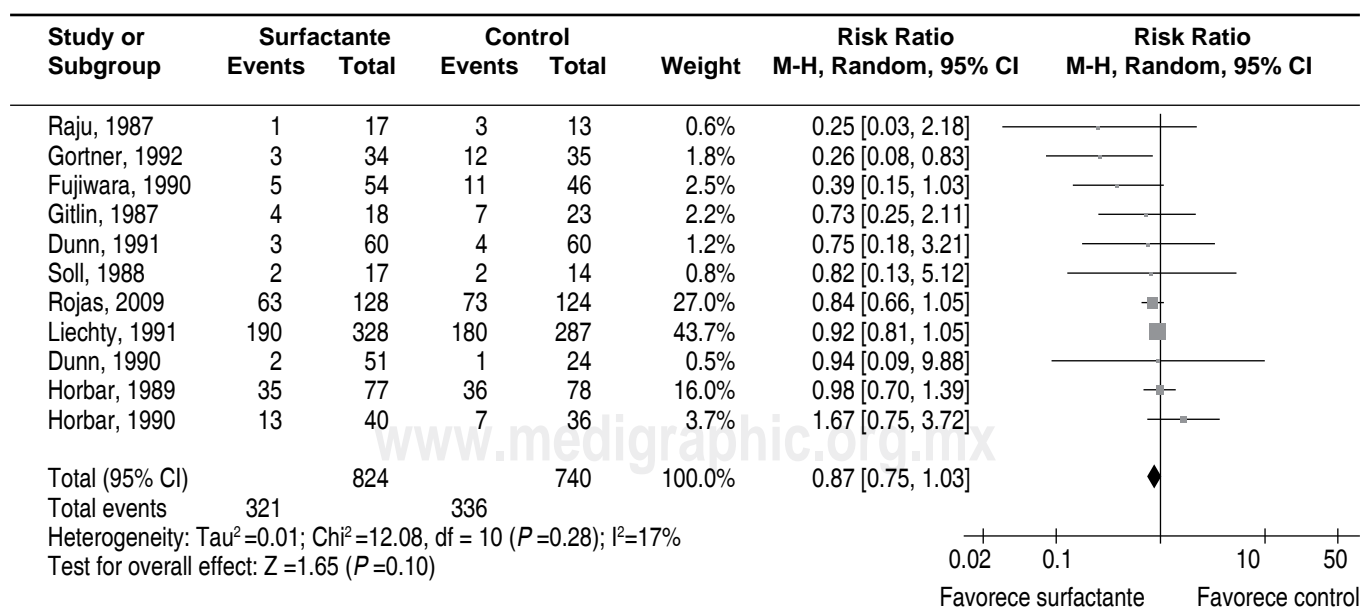 Study or Surfactante Control Risk Ratio Risk Ratio
Subgroup Events Total Events Total Weight M-H, Random, 95% CI M-H, Random, 95% CI
Raju, 1987 1 17 3 13 0.6% 0.25 [0.03, 2.18]
Gortner, 1992 3 34 12 35 1.8% 0.26 [0.08, 0.83]
Fujiwara, 1990 5 54 11 46 2.5% 0.39 [0.15, 1.03]
Gitlin, 1987 4 18 7 23 2.2% 0.73 [0.25, 2.11]
Dunn, 1991 3 60 4 60 1.2% 0.75 [0.18, 3.21]
Soll, 1988 2 17 2 14 0.8% 0.82 [0.13, 5.12]
Rojas, 2009 63 128 73 124 27.0% 0.84 [0.66, 1.05]
Liechty, 1991 190 328 180 287 43.7% 0.92 [0.81, 1.05]
Dunn, 1990 2 51 1 24 0.5% 0.94 [0.09, 9.88]
Horbar, 1989 35 77 36 78 16.0% 0.98 [0.70, 1.39]
Horbar, 1990 13 40 7 36 3.7% 1.67 [0.75, 3.72]
www.medigraphic.org.mx
Total (95% CI) 824 740 100.0% 0.87 [0.75, 1.03]
Total events 321 336
Heterogeneity: Tau²=0.01; Chi²=12.08, df = 10 (P=0.28); I²=17%
Test for overall effect: Z =1.65 (P=0.10)
0.02 0.1 10 50
Favorece surfactante Favorece control